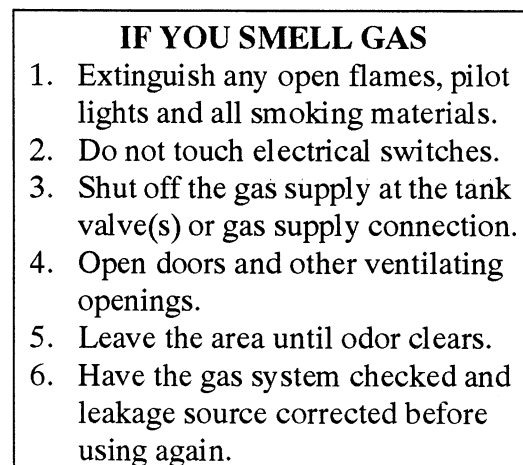 IF YOU SMELL GAS
1. Extinguish any open flames, pilot
lights and all smoking materials.
2. Do not touch electrical switches.
3. Shut off the gas supply at the tank
valve(s) or gas supply connection.
4. Open doors and other ventilating
openings.
5. Leave the area until odor clears.
6. Have the gas system checked and
leakage source corrected before
using again.